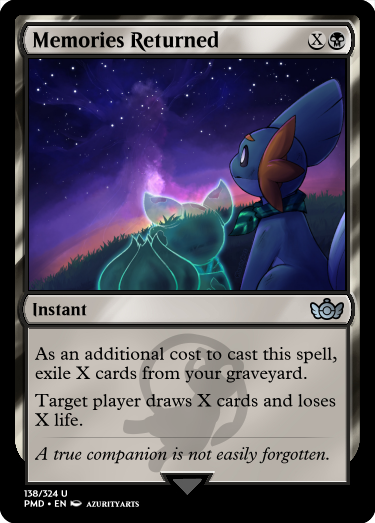 Memories Returned X
Instant
As an additional cost to cast this spell,
exile X cards from your graveyard.
Target player draws X cards and loses
X life.
A true companion is not easily forgotten.
138/324 U
PMD • EN AZURITYARTS